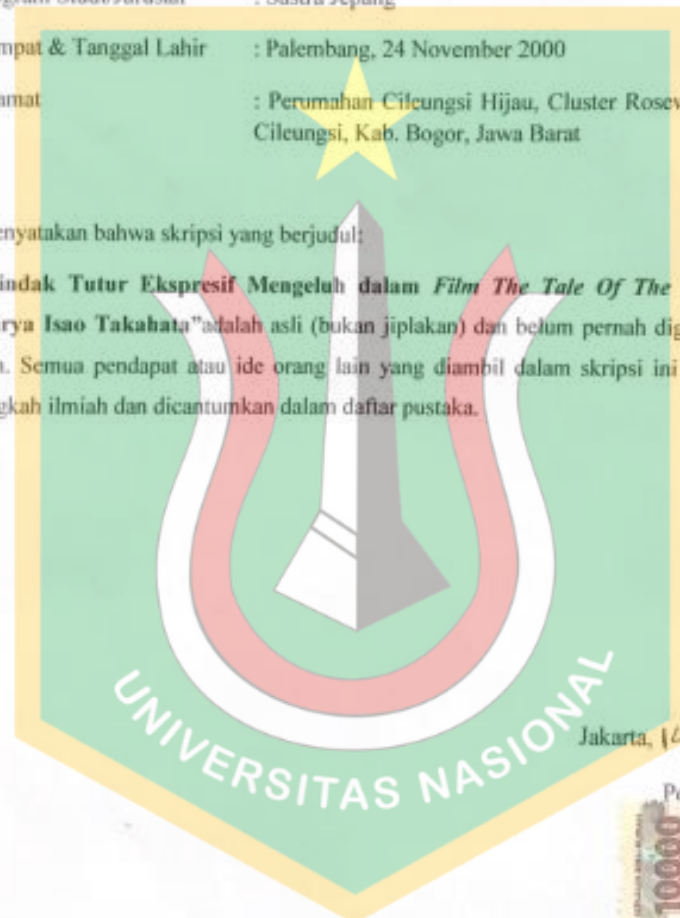 : Sastra Jepang
mpat & Tanggal Lahir : Palembang, 24 November 2000
amat : Perumahan Cileungsi Hijau, Cluster Rosev
Cileungsi, Kab. Bogor, Jawa Barat
enyatakan bahwa skripsi yang berjudul;
indak Tutur Ekspresif Mengeluh dalam Film The Tale Of The
rya Isao Takahata"adalah asli (bukan jiplakan) dan belum pernah dig
. Semua pendapat atau ide orang lain yang diambil dalam skripsi ini
gkah ilmiah dan dicantumkan dalam daftar pustaka.
UNIVERSITAS NASIONAL
Jakarta,
Pe
10000